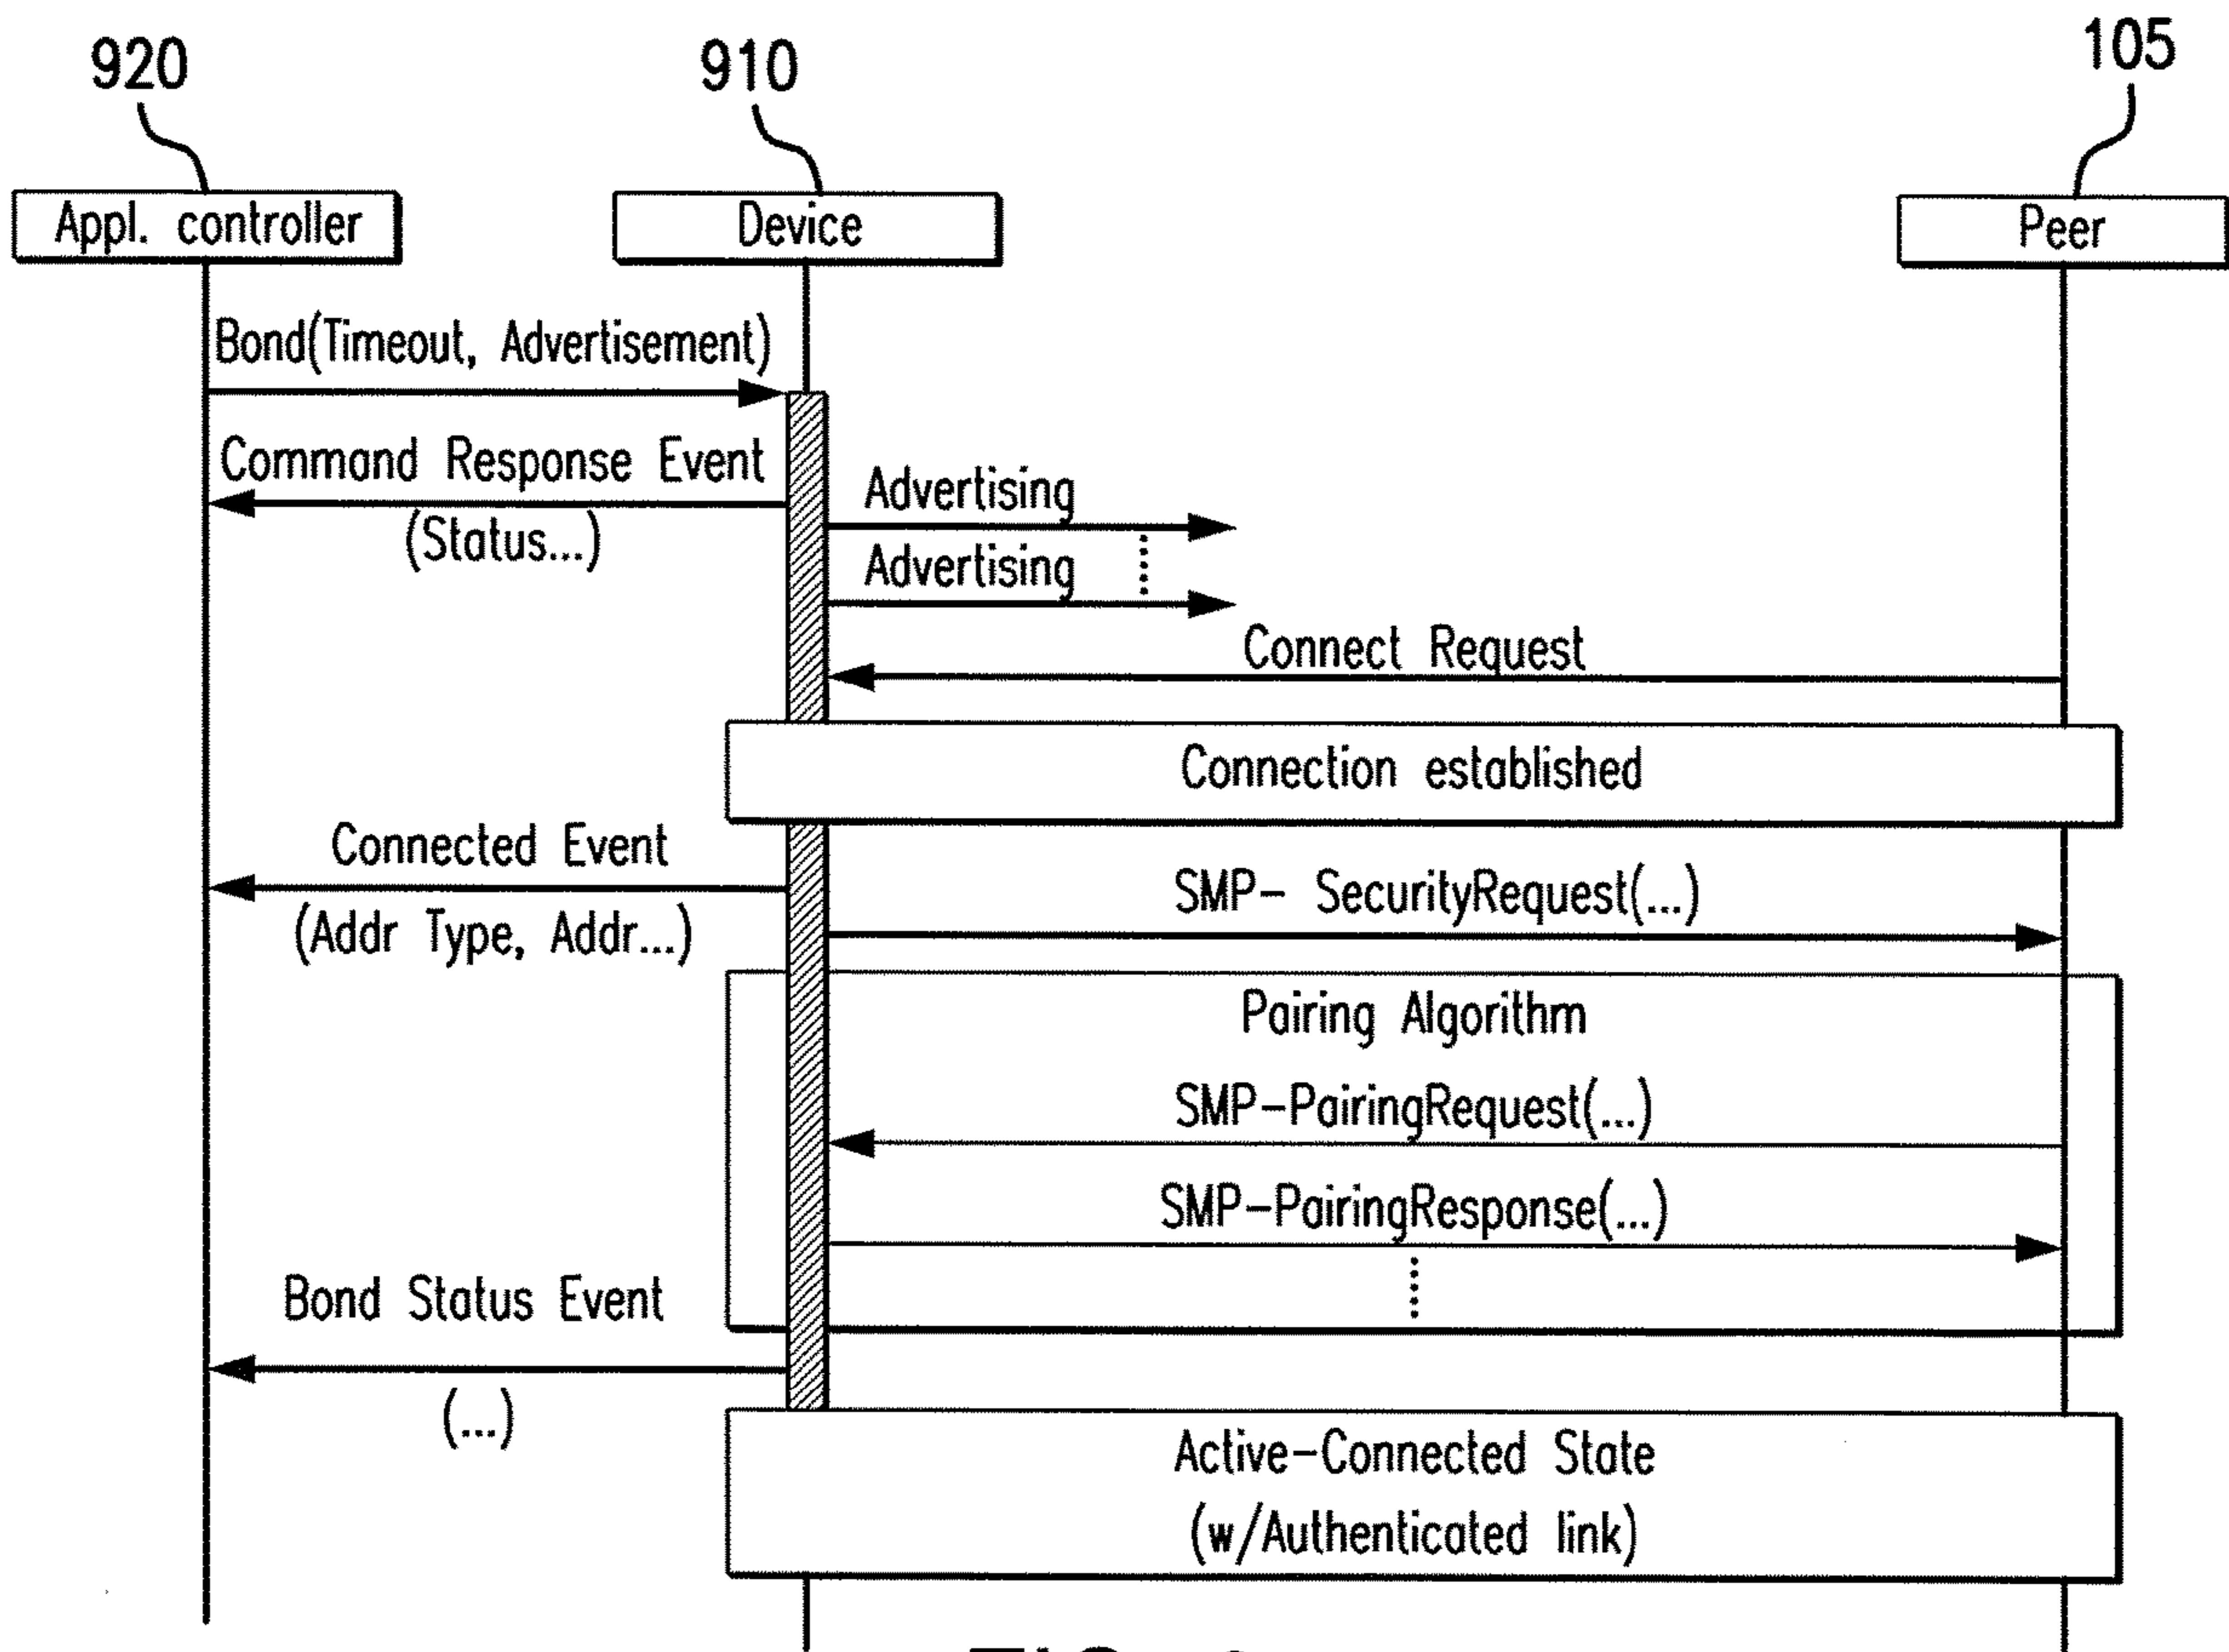 920
910
105
Appl. controller
Device
Peer
Bond(Timeout, Advertisement)
Command Response Event
(Status...)
Advertising
Advertising
Connect Request
Connection established
Connected Event
(Addr Type, Addr...)
SMP- SecurityRequest(...)
Pairing Algorithm
SMP-PairingRequest(...)
SMP-PairingResponse(...)
Bond Status Event
(...)
Active-Connected State
(w/Authenticated link)